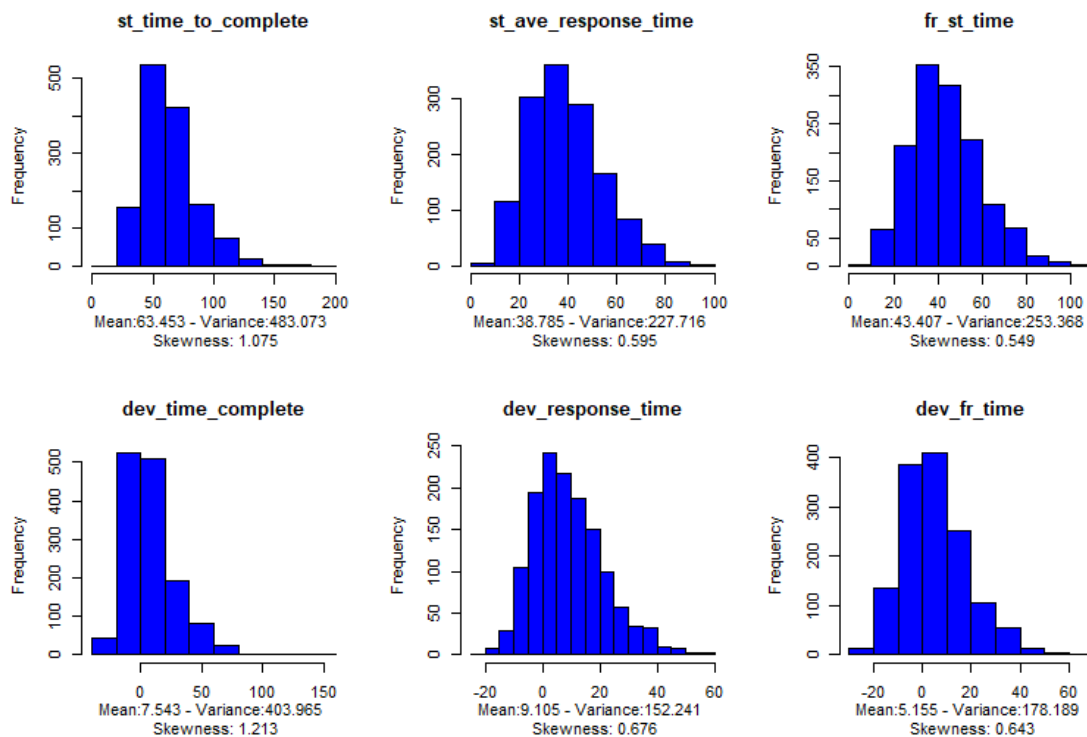 st_time_to_complete
Frequency
0 100 300 500
0 50 100 150 200
Mean:63.453 - Variance:483.073
Skewness: 1.075
st_ave_response_time
Frequency
0 100 200 300
0 20 40 60 80 100
Mean:38.785 - Variance:227.716
Skewness: 0.595
fr_st_time
Frequency
0 50 150 250 350
0 20 40 60 80 100
Mean:43.407 - Variance:253.368
Skewness: 0.549
dev_time_complete
Frequency
0 100 200 300 400 500
0 50 100 150
Mean:7.543 - Variance:403.965
Skewness: 1.213
dev_response_time
Frequency
0 50 100 150 200 250
-20 0 20 40 60
Mean:9.105 - Variance:152.241
Skewness: 0.676
dev_fr_time
Frequency
0 100 200 300 400
-20 0 20 40 60
Mean:5.155 - Variance:178.189
Skewness: 0.643